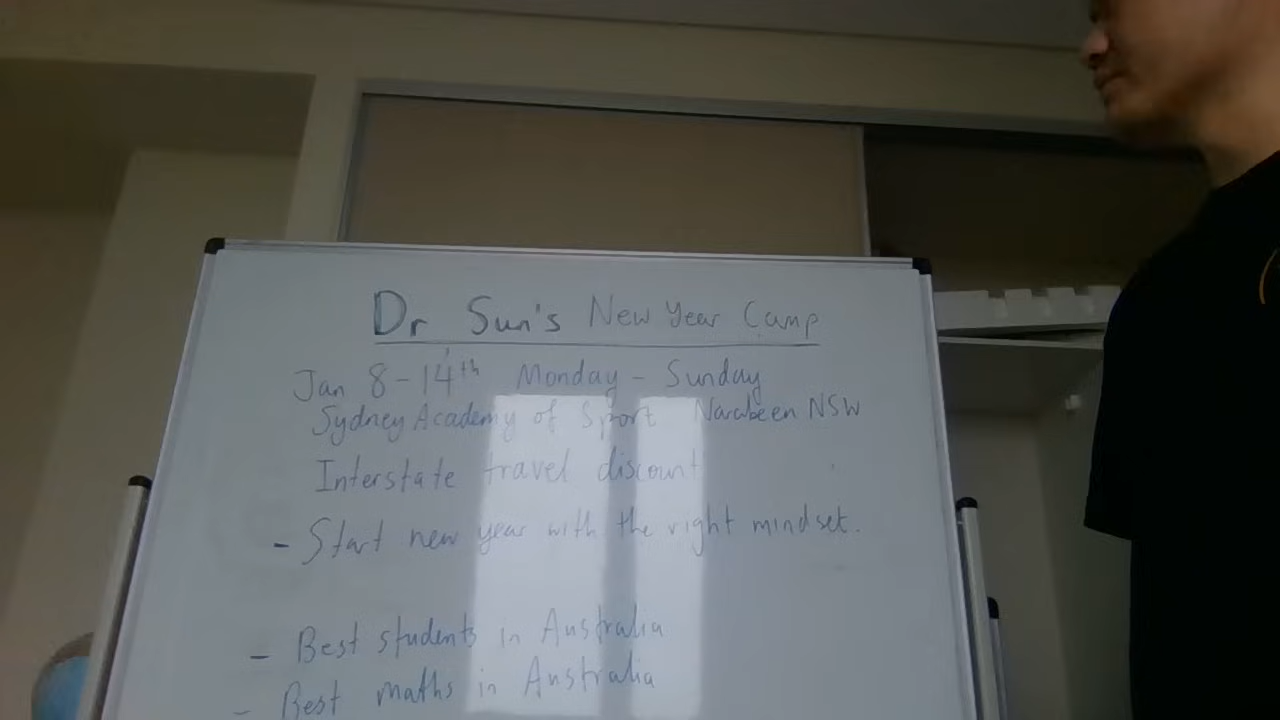 Dr Sun's New Year Camp
Jan 8-14th Monday - Sunday
Sydney Academy of Sport Narabeen NSW
Interstate travel discount
- Start new year with the right mindset.
- Best students in Australia
- Best maths in Australia